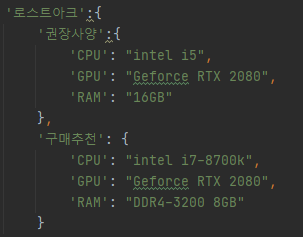 '로스트아크':{
'권장사양':{
'CPU': "intel i5",
'GPU': "Geforce RTX 2080",
'RAM': "16GB"
},
'구매추천': {
'CPU': "intel i7-8700k",
'GPU': "Geforce RTX 2080",
'RAM': "DDR4-3200 8GB"
}